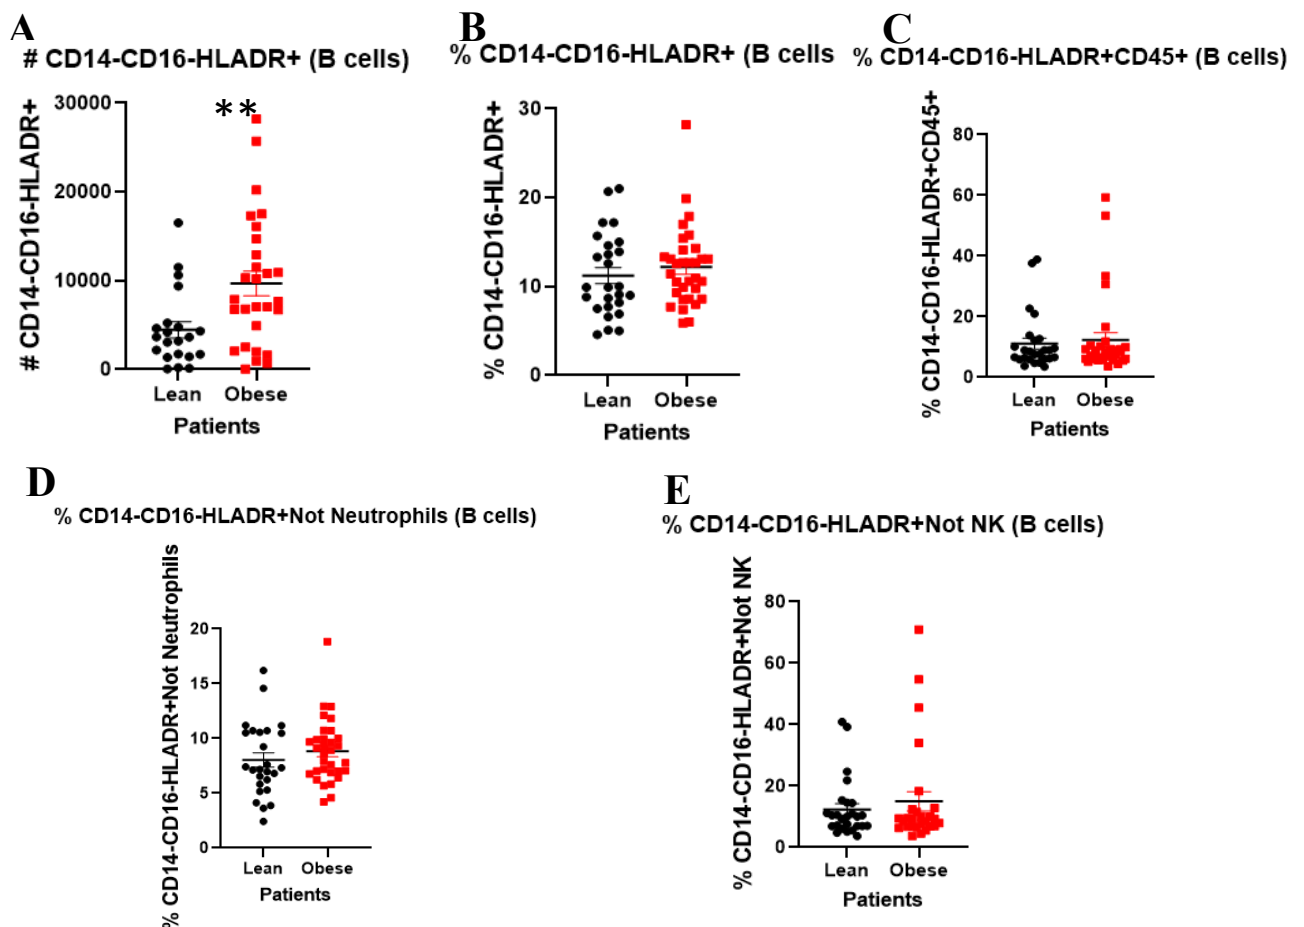 A
# CD14-CD16-HLADR+ (B cells)
# CD14-CD16-HLADR+
30000
20000
10000
0
**
Lean Obese
Patients
B
% CD14-CD16-HLADR+ (B cells
% CD14-CD16-HLADR+
30
20
10
0
Lean Obese
Patients
C
% CD14-CD16-HLADR+CD45+ (B cells)
% CD14-CD16-HLADR+CD45+
80
60
40
20
0
Lean Obese
Patients
D
% CD14-CD16-HLADR+Not Neutrophils (B cells)
% CD14-CD16-HLADR+Not Neutrophils
20
15
10
5
0
Lean Obese
Patients
E
% CD14-CD16-HLADR+Not NK (B cells)
% CD14-CD16-HLADR+Not NK
80
60
40
20
0
Lean Obese
Patients